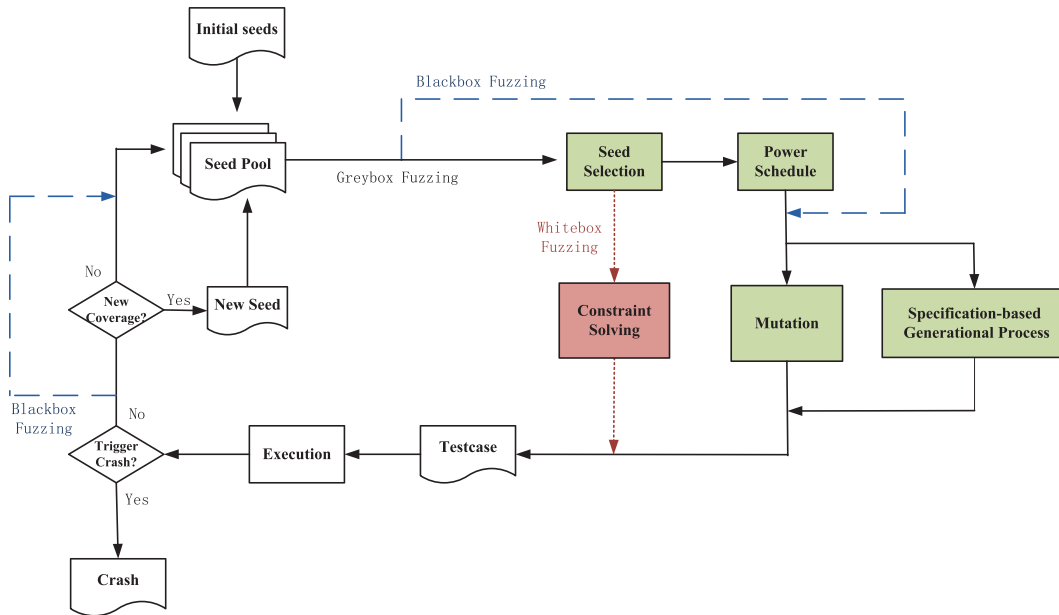 Initial seeds
Blackbox Fuzzing
Seed Pool
Greybox Fuzzing
Seed
Selection
Power
Schedule
Whitebox
Fuzzing
No
New
Coverage?
Yes
New Seed
Constraint
Solving
Mutation
Specification-based
Generational Process
Blackbox
Fuzzing
No
Trigger
Crash?
Execution
Testcase
Yes
Crash